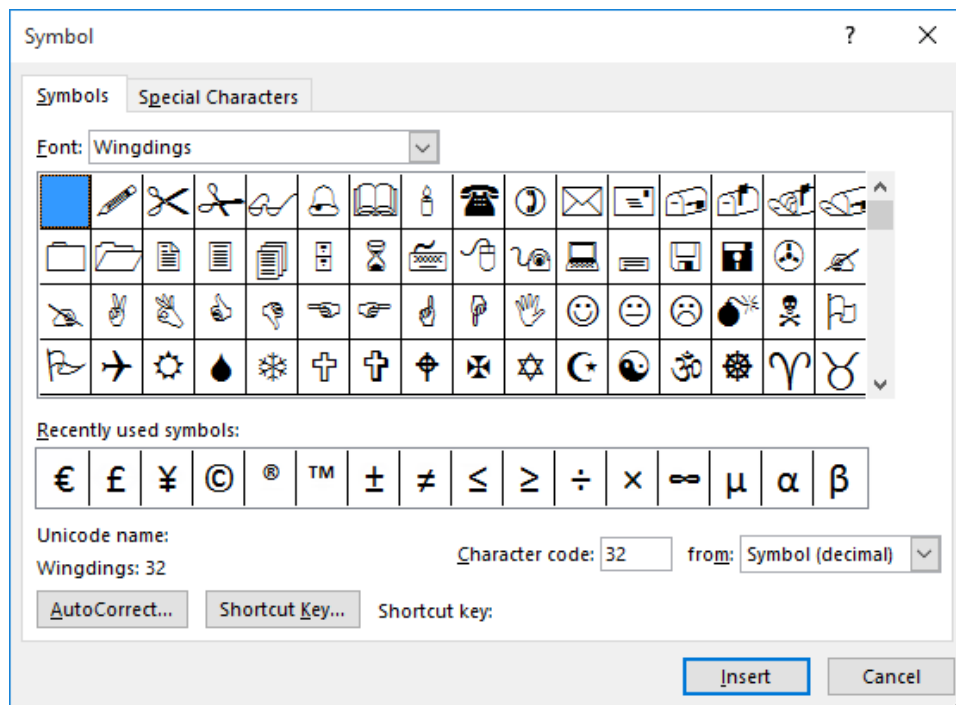 Symbol ?
Symbols Special Characters
Font: Wingdings
Recently used symbols:
€ £ ¥ © ® ™ ± ≠ ≤ ≥ ÷ × ∞ µ α β
Unicode name:
Wingdings: 32
Character code: 32 from: Symbol (decimal)
AutoCorrect... Shortcut Key... Shortcut key:
Insert Cancel